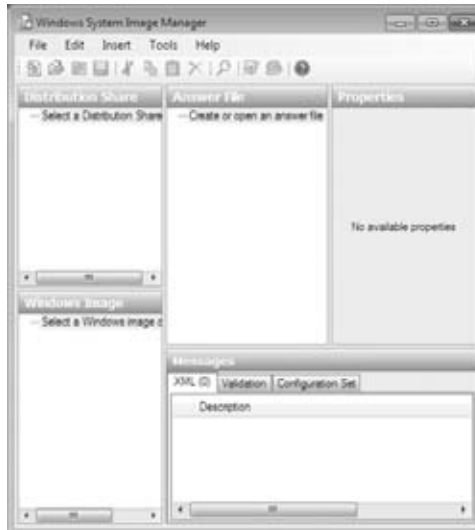 Windows System Image Manager
File Edit Insert Tools Help
Distribution Share
Select a Distribution Share
Answer File
Create or open an answer file
Properties
No available properties
Windows Image
Select a Windows image c
Messages
XML (0) Validation Configuration Set
Description